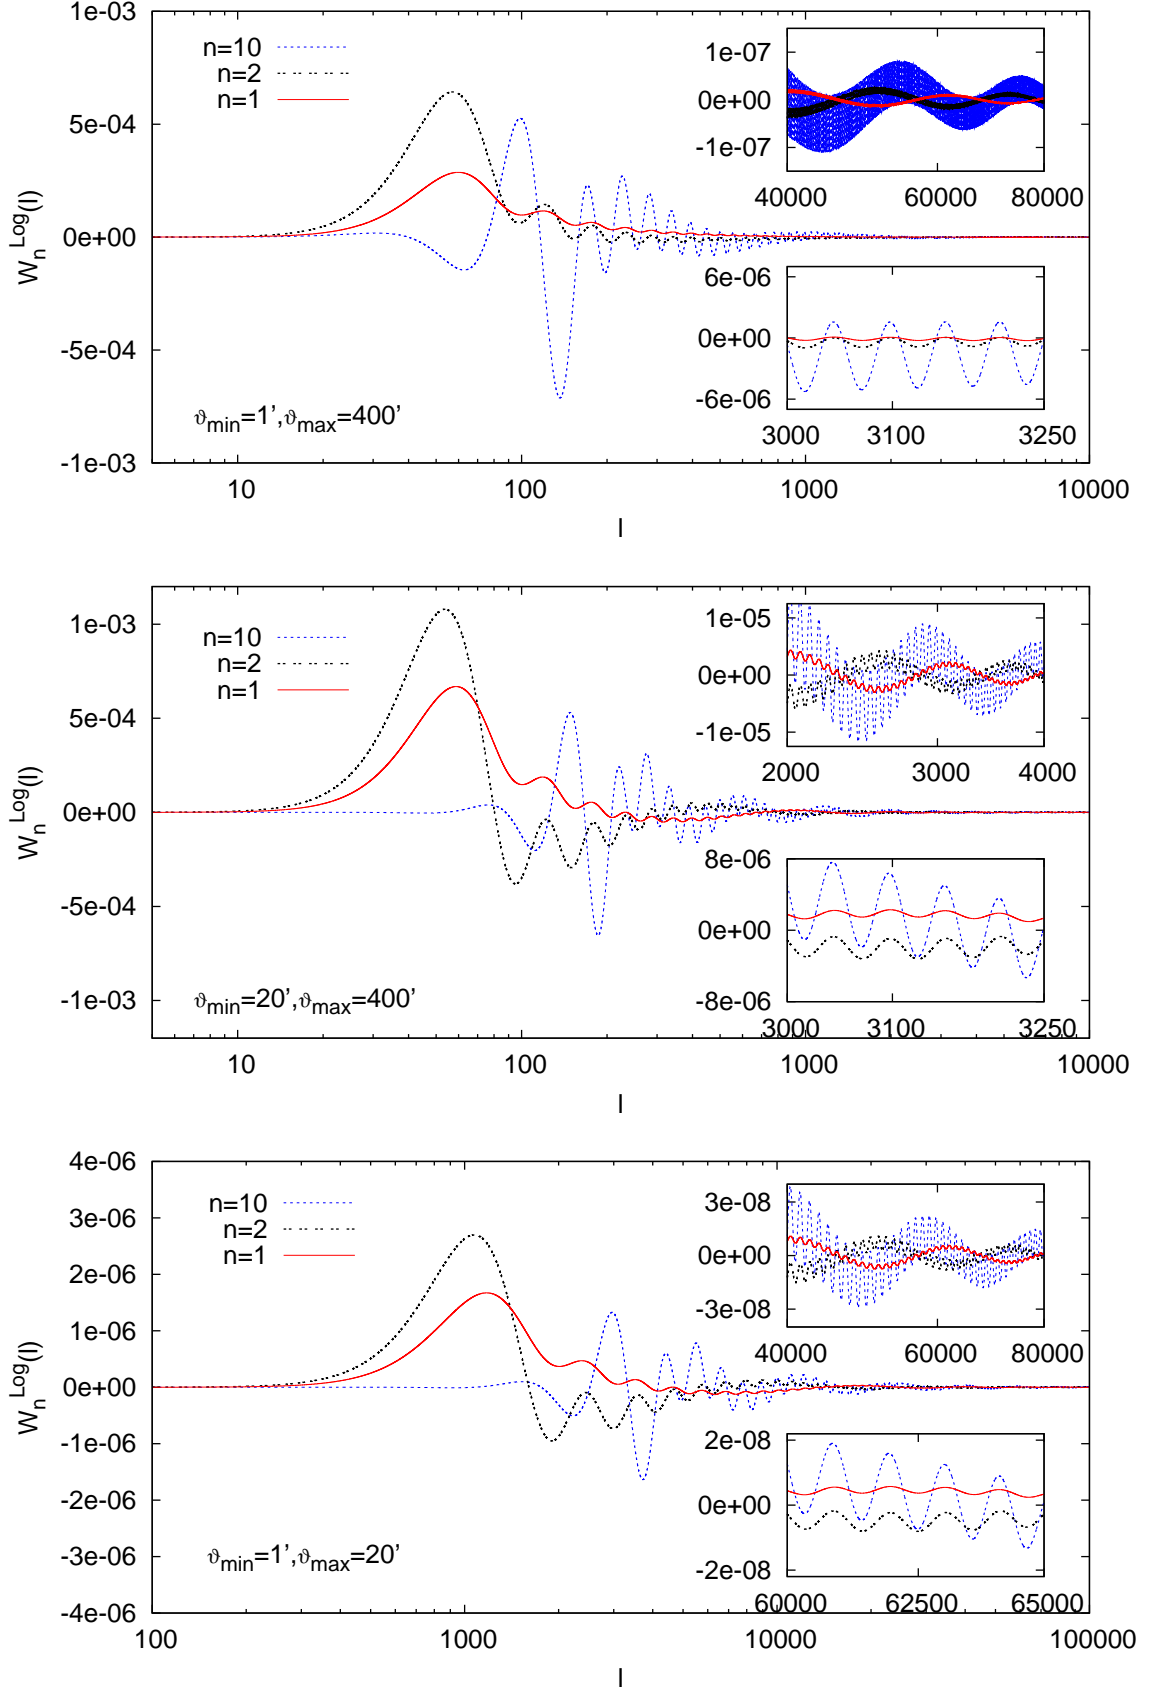 1e-03
5e-04
0e+00
-5e-04
-1e-03
W_n^Log(l)
n=10
n=2
n=1
ϑ_min=1',ϑ_max=400'
10
100
1000
10000
l
1e-07
0e+00
-1e-07
40000
60000
80000
6e-06
0e+00
-6e-06
3000
3100
3250
1e-03
5e-04
0e+00
-5e-04
-1e-03
W_n^Log(l)
n=10
n=2
n=1
ϑ_min=20',ϑ_max=400'
10
100
1000
10000
l
1e-05
0e+00
-1e-05
2000
3000
4000
8e-06
0e+00
-8e-06
3000
3100
3250
4e-06
3e-06
2e-06
1e-06
0e+00
-1e-06
-2e-06
-3e-06
-4e-06
W_n^Log(l)
n=10
n=2
n=1
ϑ_min=1',ϑ_max=20'
100
1000
10000
100000
l
3e-08
0e+00
-3e-08
40000
60000
80000
2e-08
0e+00
-2e-08
60000
62500
65000